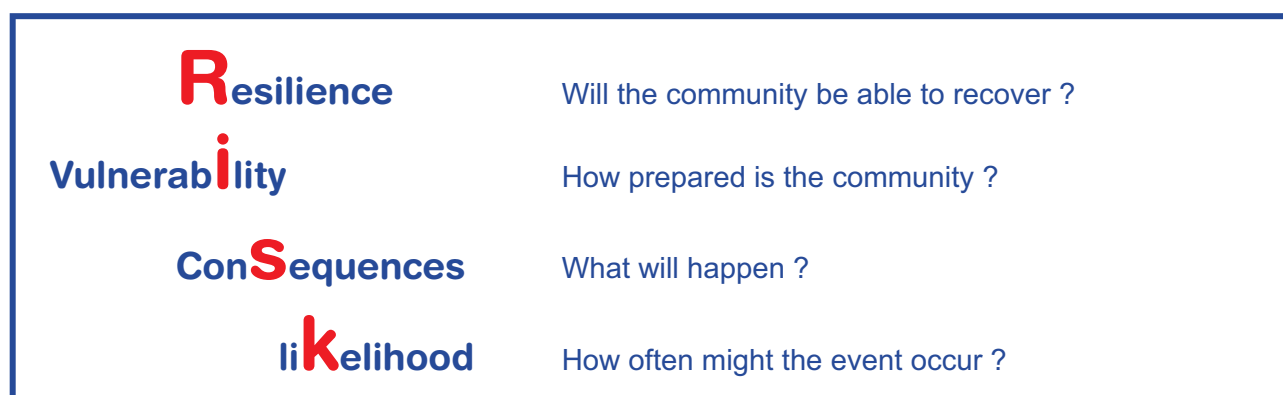 Resilience Will the community be able to recover ?
Vulnerability How prepared is the community ?
ConSequences What will happen ?
likelihood How often might the event occur ?